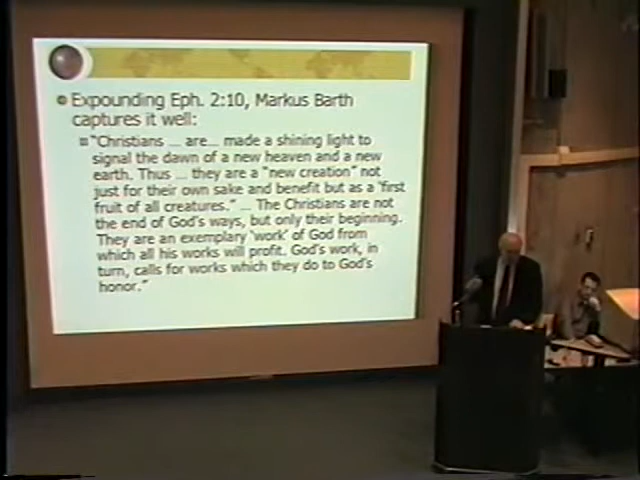 Expounding Eph. 2:10, Markus Barth
captures it well:
"Christians ... are... made a shining light to
signal the dawn of a new heaven and a new
earth. Thus ... they are a "new creation" not
just for their own sake and benefit but as a 'first
fruit of all creatures." ... The Christians are not
the end of God's ways, but only their beginning.
They are an exemplary 'work' of God from
which all his works will profit. God's work, in
turn, calls for works which they do to God's
honor."